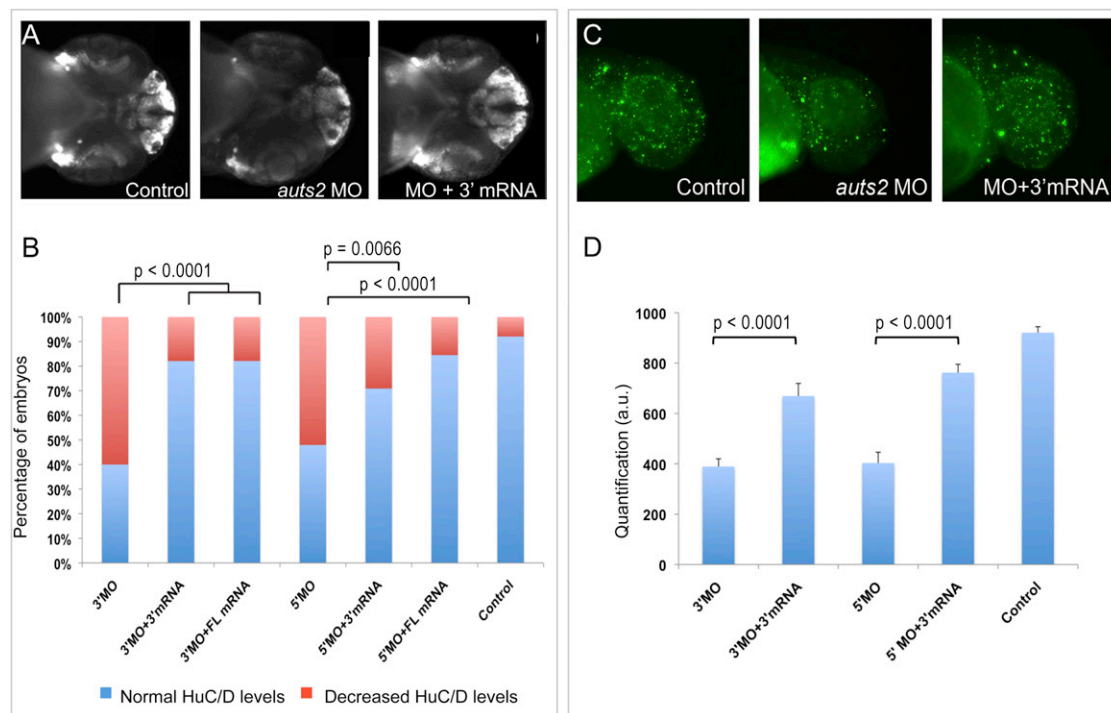 A
Control
auts2 MO
MO + 3' mRNA
B
p < 0.0001
p = 0.0066
p < 0.0001
Percentage of embryos
100%
90%
80%
70%
60%
50%
40%
30%
20%
10%
0%
3'MO
3'MO+3'mRNA
3'MO+FL mRNA
5'MO
5'MO+3'mRNA
5'MO+FL mRNA
Control
Normal HuC/D levels
Decreased HuC/D levels
C
Control
auts2 MO
MO+3'mRNA
D
p < 0.0001
p < 0.0001
Quantification (a.u.)
1000
800
600
400
200
0
3'MO
3'MO+3'mRNA
5'MO
5' MO+3'mRNA
Control